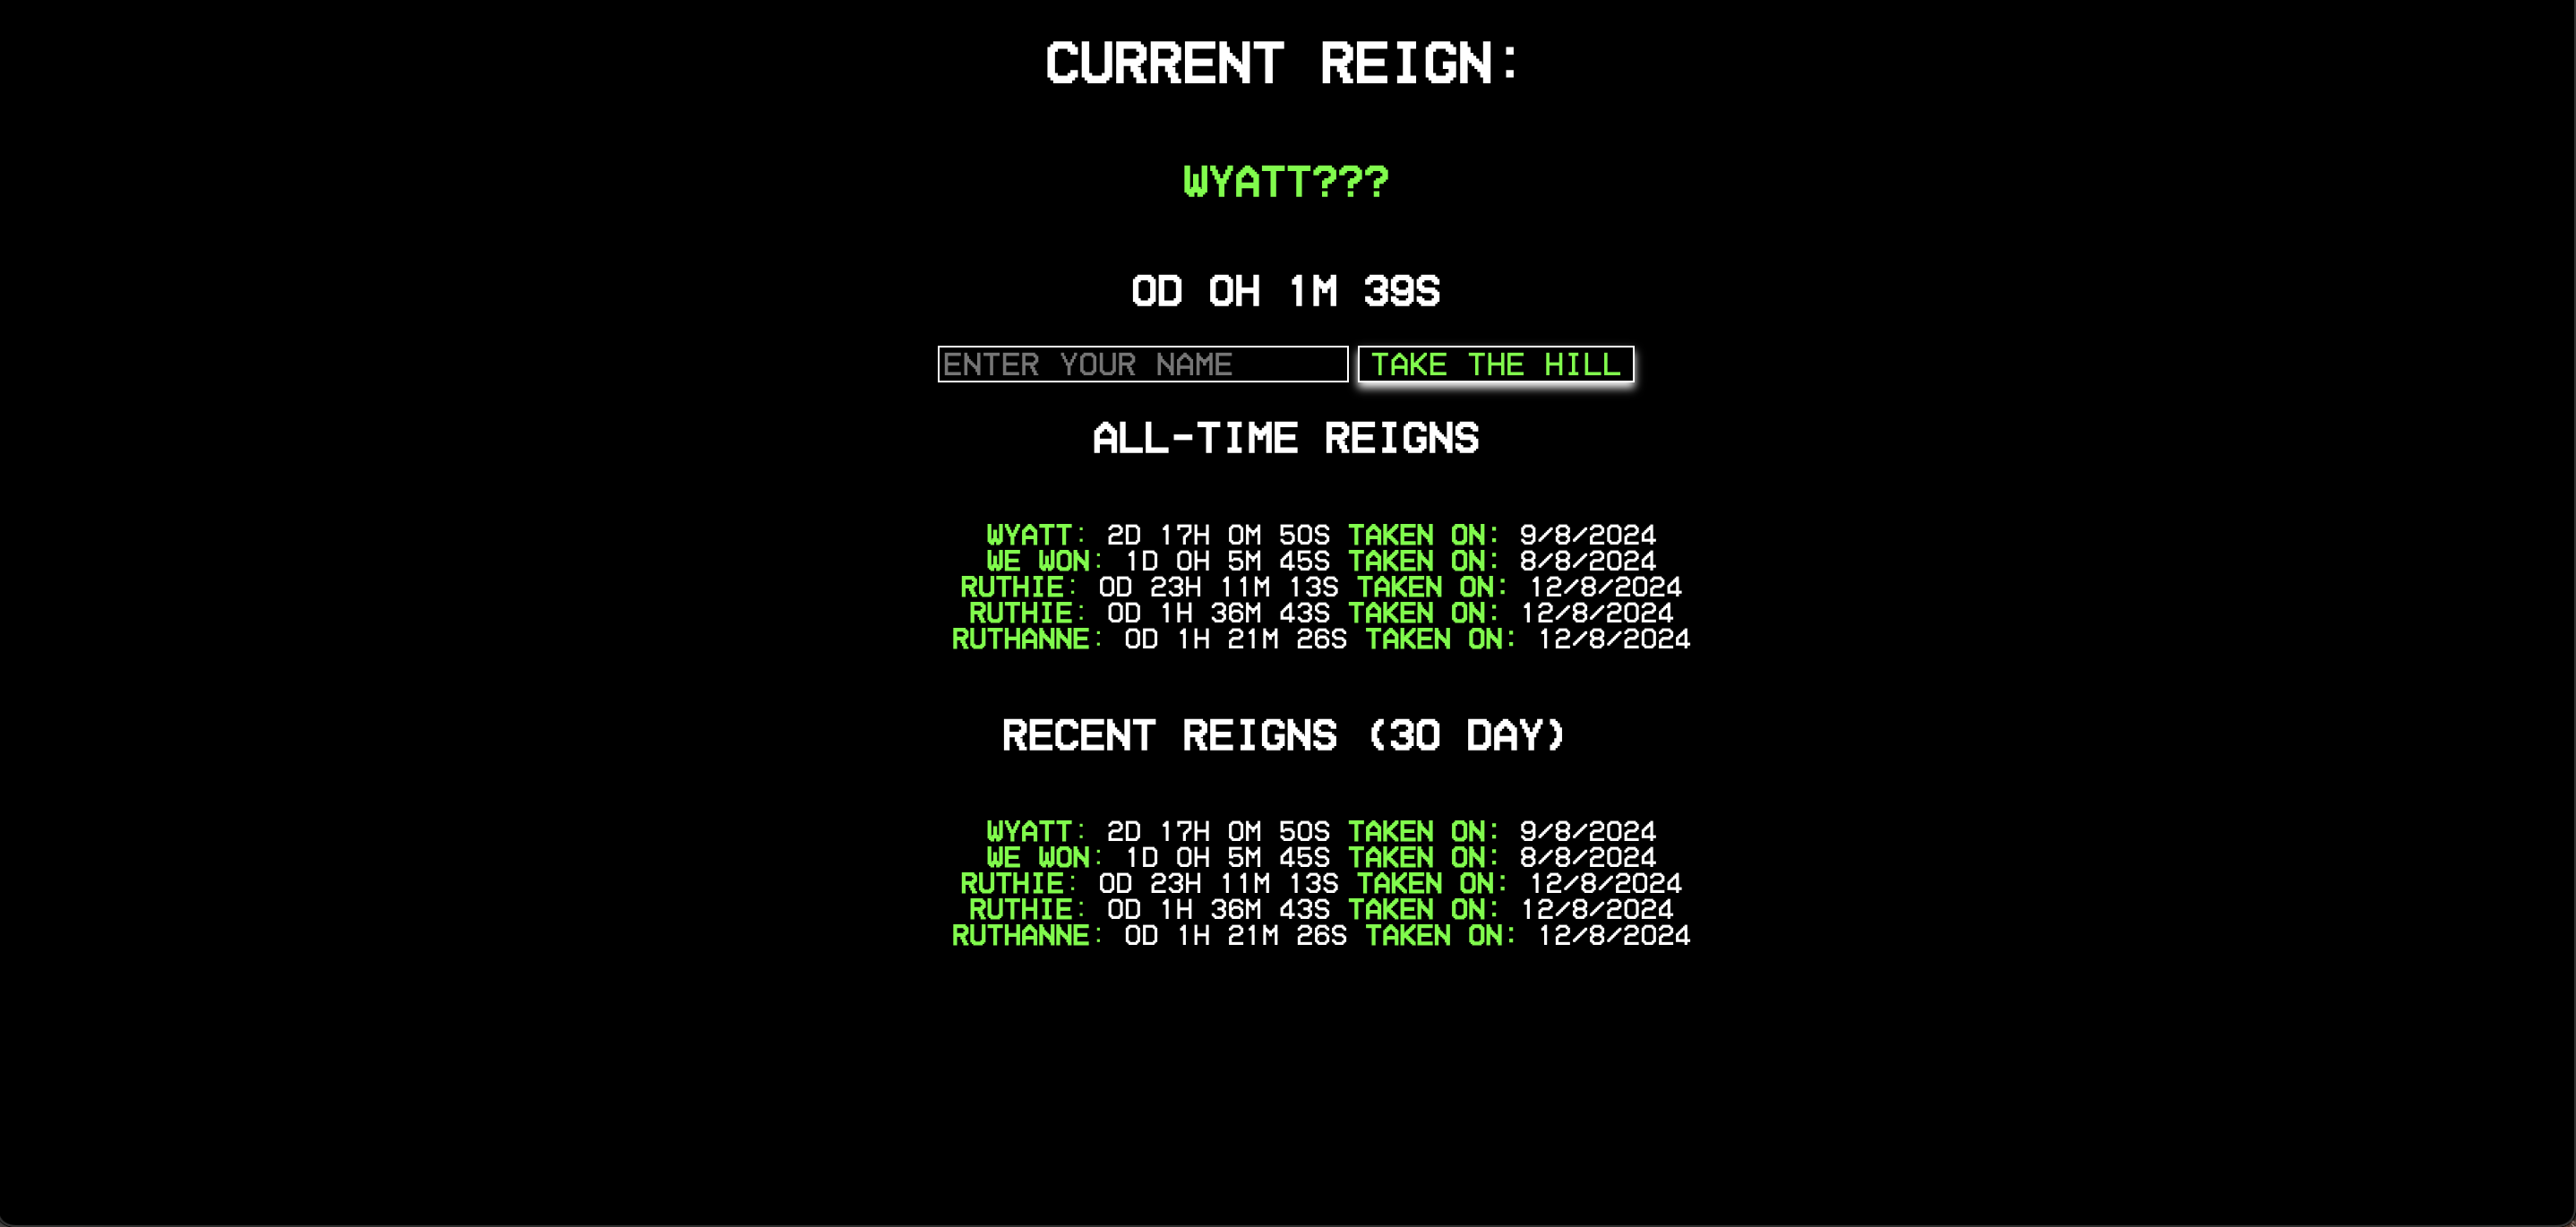 CURRENT REIGN:
WYATT???
0D 0H 1M 39S
ENTER YOUR NAME TAKE THE HILL
ALL-TIME REIGNS
WYATT: 2D 17H 0M 50S TAKEN ON: 9/8/2024
WE WON: 1D 0H 5M 45S TAKEN ON: 8/8/2024
RUTHIE: 0D 23H 11M 13S TAKEN ON: 12/8/2024
RUTHIE: 0D 1H 36M 43S TAKEN ON: 12/8/2024
RUTHANNE: 0D 1H 21M 26S TAKEN ON: 12/8/2024
RECENT REIGNS (30 DAY)
WYATT: 2D 17H 0M 50S TAKEN ON: 9/8/2024
WE WON: 1D 0H 5M 45S TAKEN ON: 8/8/2024
RUTHIE: 0D 23H 11M 13S TAKEN ON: 12/8/2024
RUTHIE: 0D 1H 36M 43S TAKEN ON: 12/8/2024
RUTHANNE: 0D 1H 21M 26S TAKEN ON: 12/8/2024